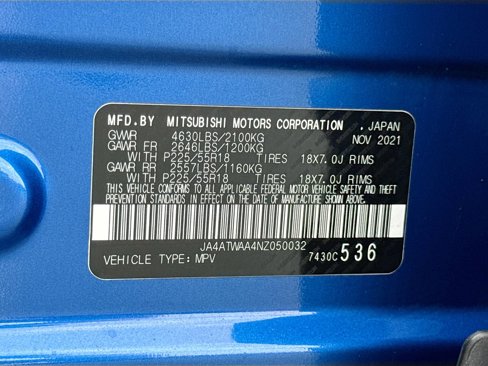 MFD.BY MITSUBISHI MOTORS CORPORATION . JAPAN
GVWR 4630LBS/2100KG NOV 2021
GAWR FR 2646LBS/1200KG
WITH P225/55R18 TIRES 18X7.0J RIMS
GAWR RR 2557LBS/1160KG
WITH P225/55R18 TIRES 18X7.0J RIMS
THIS VEHICLE CONFORMS TO ALL APPLICABLE FEDERAL MOTOR VEHICLE SAFETY AND THEFT
PREVENTION STANDARDS IN EFFECT ON THE DATE OF MANUFACTURE SHOWN ABOVE.
JA4ATWAA4NZ050032
VEHICLE TYPE: MPV 7430C 536